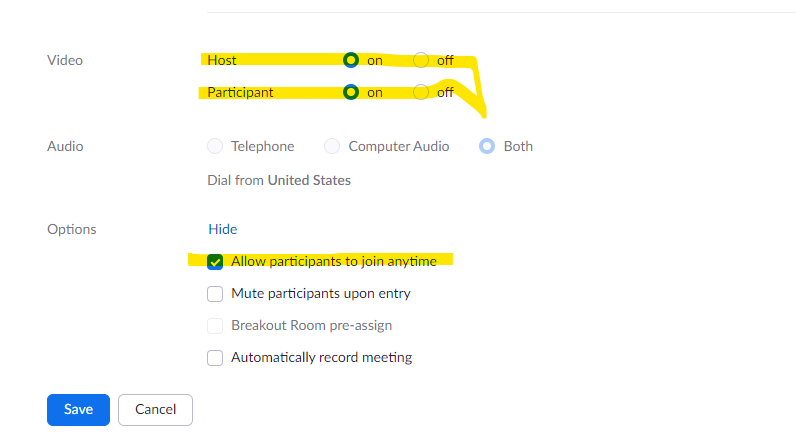 Video Host on off
Participant on off
Audio Telephone Computer Audio Both
Dial from United States
Options Hide
Allow participants to join anytime
Mute participants upon entry
Breakout Room pre-assign
Automatically record meeting
Save Cancel